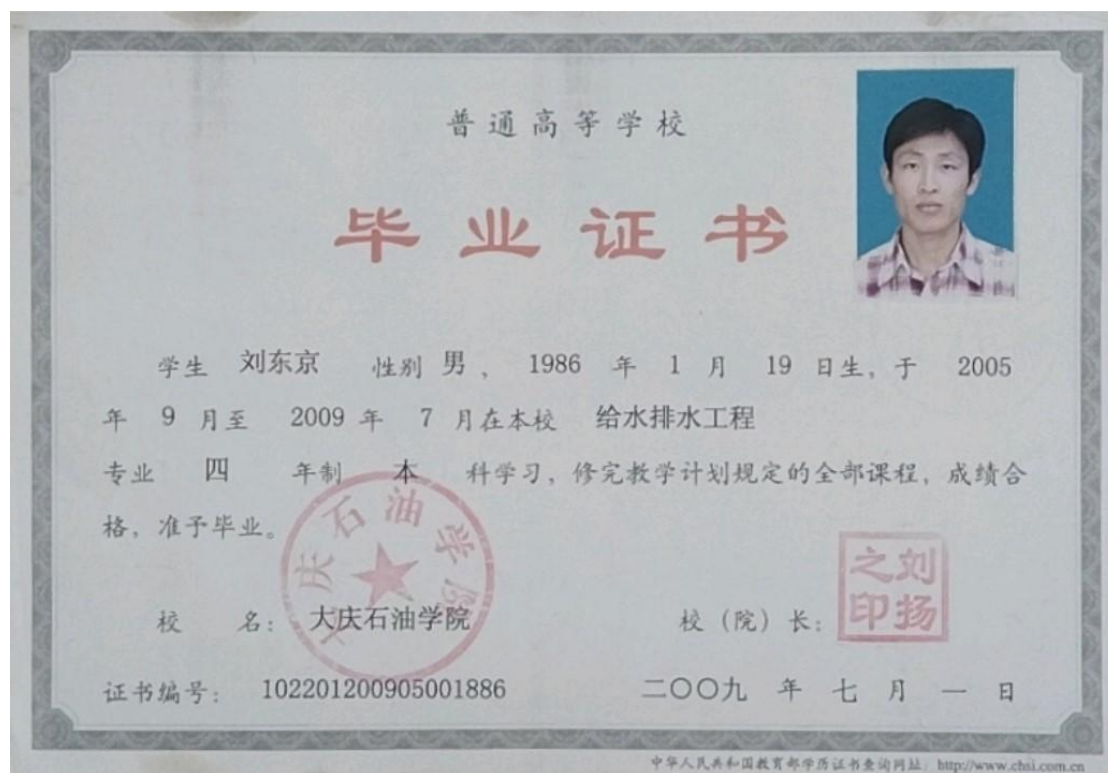 普通高等学校
毕业证书
学生 刘东京 性别 男 ， 1986 年 1 月 19 日生，于 2005
年 9 月至 2009 年 7 月在本校 给水排水工程
专业 四 年制 本 科学习，修完教学计划规定的全部课程，成绩合
格，准予毕业。
大庆石油学院
刘扬之印
校 名： 大庆石油学院 校（院）长：
证书编号： 102201200905001886 二〇〇九 年 七 月 一 日
中华人民共和国教育部学历证书查询网址：http://www.chsi.com.cn